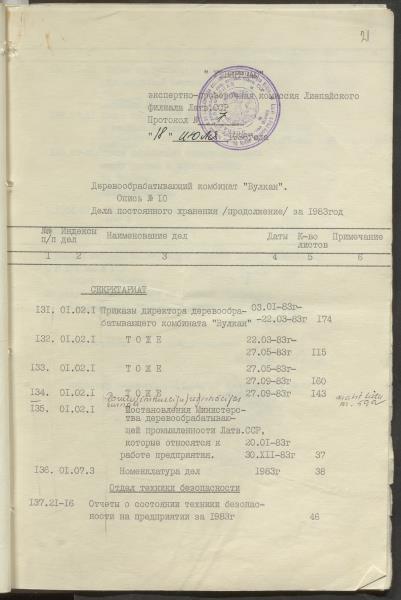 21
экспертно-проверочная комиссия Лиепайского
филиала Латв.ССР
Протокол №
"18" июля
Деревообрабатывающий комбинат "Вулкан".
Опись № 10
Дела постоянного хранения /продолжение/ за 1983год
№№ п/п Индексы дел Наименование дел Даты К-во листов Примечание
1 2 3 4 5 6
СЕКРЕТАРИАТ
131. 01.02.1 Приказы директора деревообра- 03.01-83г
батывающего комбината "Вулкан" -22.03-83г 174
132. 01.02.1 Т О Ж Е 22.03-83г-
27.05-83г 115
133. 01.02.1 Т О Ж Е 27.05-83г-
27.09-83г 160
134. 01.02.1 Т О Ж Е 27.09-83г 143
135. 01.02.1 Постановления Министерс-
тва деревообрабатываю-
щей промышленности Латв.ССР,
которые относятся к 20.01-83г
работе предприятия. 30.XII-83г 37
136. 01.07.3 Номенклатура дел 1983г 38
Отдел техники безопасности
137.21-16 Отчеты о состоянии техники безопас-
ности на предприятии за 1983г 46